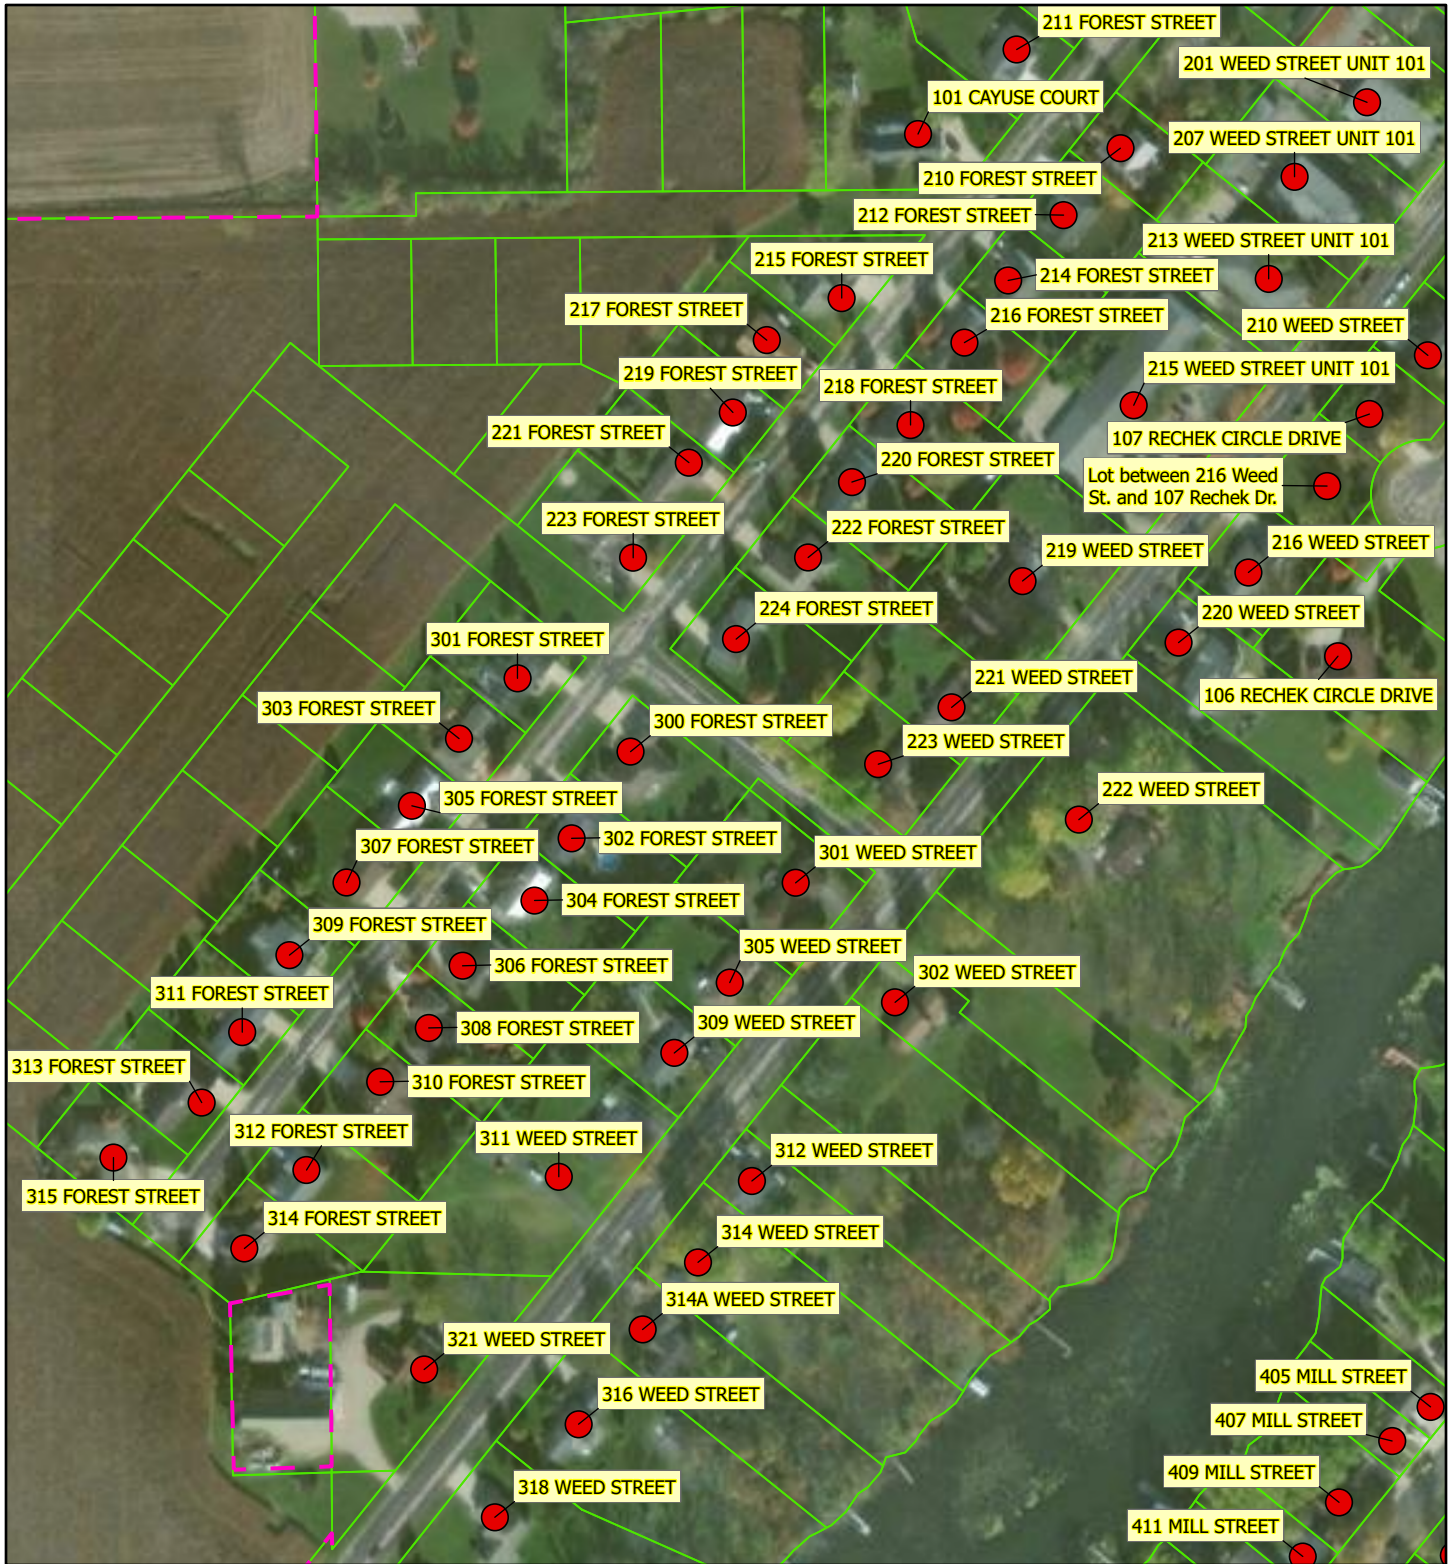 211 FOREST STREET
201 WEED STREET UNIT 101
101 CAYUSE COURT
207 WEED STREET UNIT 101
210 FOREST STREET
212 FOREST STREET
213 WEED STREET UNIT 101
215 FOREST STREET
214 FOREST STREET
217 FOREST STREET
216 FOREST STREET
210 WEED STREET
219 FOREST STREET
215 WEED STREET UNIT 101
218 FOREST STREET
221 FOREST STREET
107 RECHEK CIRCLE DRIVE
220 FOREST STREET
Lot between 216 Weed
St. and 107 Rechek Dr.
223 FOREST STREET
222 FOREST STREET
216 WEED STREET
219 WEED STREET
224 FOREST STREET
220 WEED STREET
301 FOREST STREET
221 WEED STREET
106 RECHEK CIRCLE DRIVE
303 FOREST STREET
300 FOREST STREET
223 WEED STREET
222 WEED STREET
305 FOREST STREET
302 FOREST STREET
307 FOREST STREET
301 WEED STREET
304 FOREST STREET
309 FOREST STREET
305 WEED STREET
306 FOREST STREET
302 WEED STREET
311 FOREST STREET
309 WEED STREET
308 FOREST STREET
313 FOREST STREET
310 FOREST STREET
312 FOREST STREET
311 WEED STREET
312 WEED STREET
315 FOREST STREET
314 FOREST STREET
314 WEED STREET
314A WEED STREET
321 WEED STREET
405 MILL STREET
316 WEED STREET
407 MILL STREET
409 MILL STREET
318 WEED STREET
411 MILL STREET